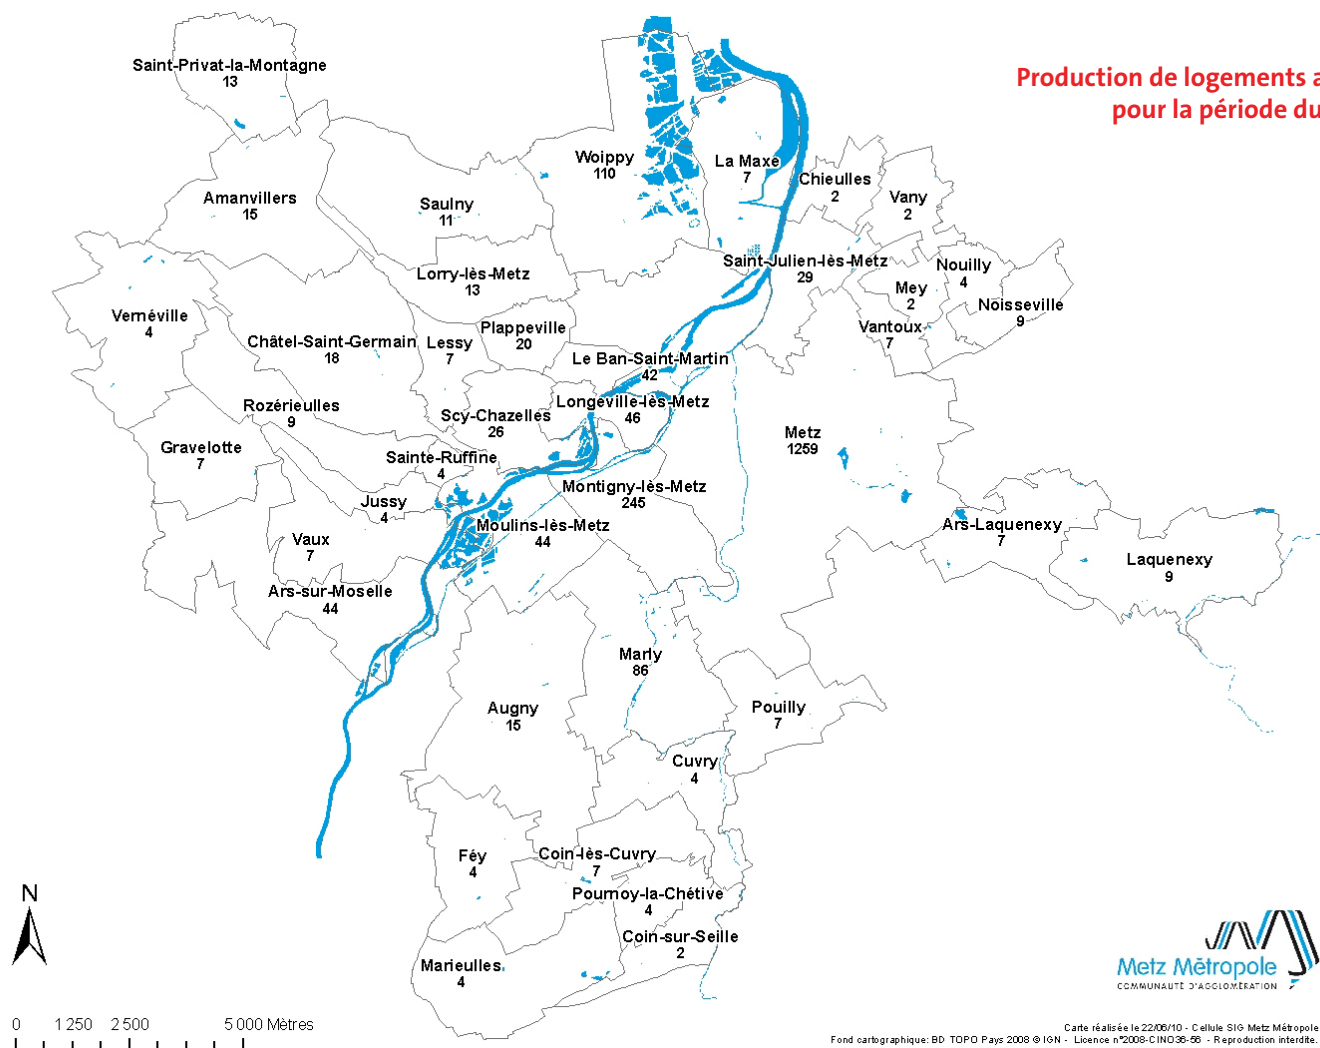 Production de logements a
pour la période du
Saint-Privat-la-Montagne
13
Woippy
110
La Maxe
7
Chieulles
2
Vany
2
Amanvillers
15
Saulny
11
Saint-Julien-lès-Metz
29
Nouilly
4
Lorry-lès-Metz
13
Mey
2
Noisseville
9
Vernéville
4
Plappeville
20
Vantoux
7
Châtel-Saint-Germain
18
Lessy
7
Le Ban-Saint-Martin
42
Rozérieulles
9
Scy-Chazelles
26
Longeville-lès-Metz
46
Metz
1259
Gravelotte
7
Sainte-Ruffine
4
Montigny-lès-Metz
245
Jussy
4
Moulins-lès-Metz
44
Ars-Laquenexy
7
Vaux
7
Laquenexy
9
Ars-sur-Moselle
44
Marly
86
Augny
15
Pouilly
7
Cuvry
4
Féy
4
Coin-lès-Cuvry
7
Pournoy-la-Chétive
4
Coin-sur-Seille
2
Marieulles
4
N
Metz Métropole
COMMUNAUTÉ D'AGGLOMÉRATION
0 1 250 2 500 5 000 Mètres
Carte réalisée le 22/06/10 - Cellule SIG Metz Métropole
Fond cartographique: BD TOPO Pays 2008 © IGN - Licence n°2008-CINO36-56 - Reproduction interdite.